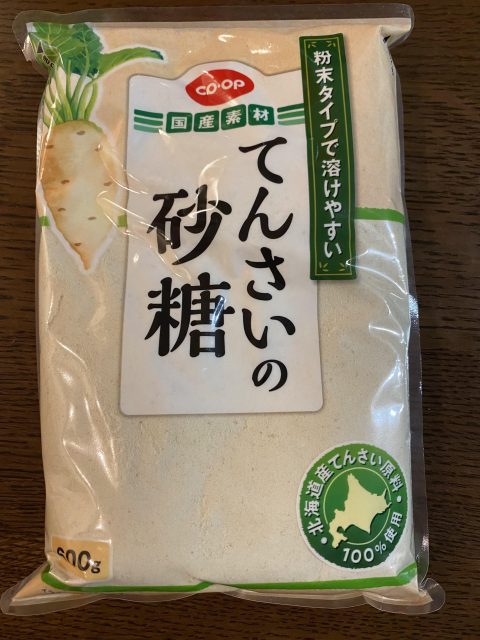 CO・OP
国産素材
粉末タイプで溶けやすい
てんさいの
砂糖
・北海道産てんさい原料・
100%使用
600g